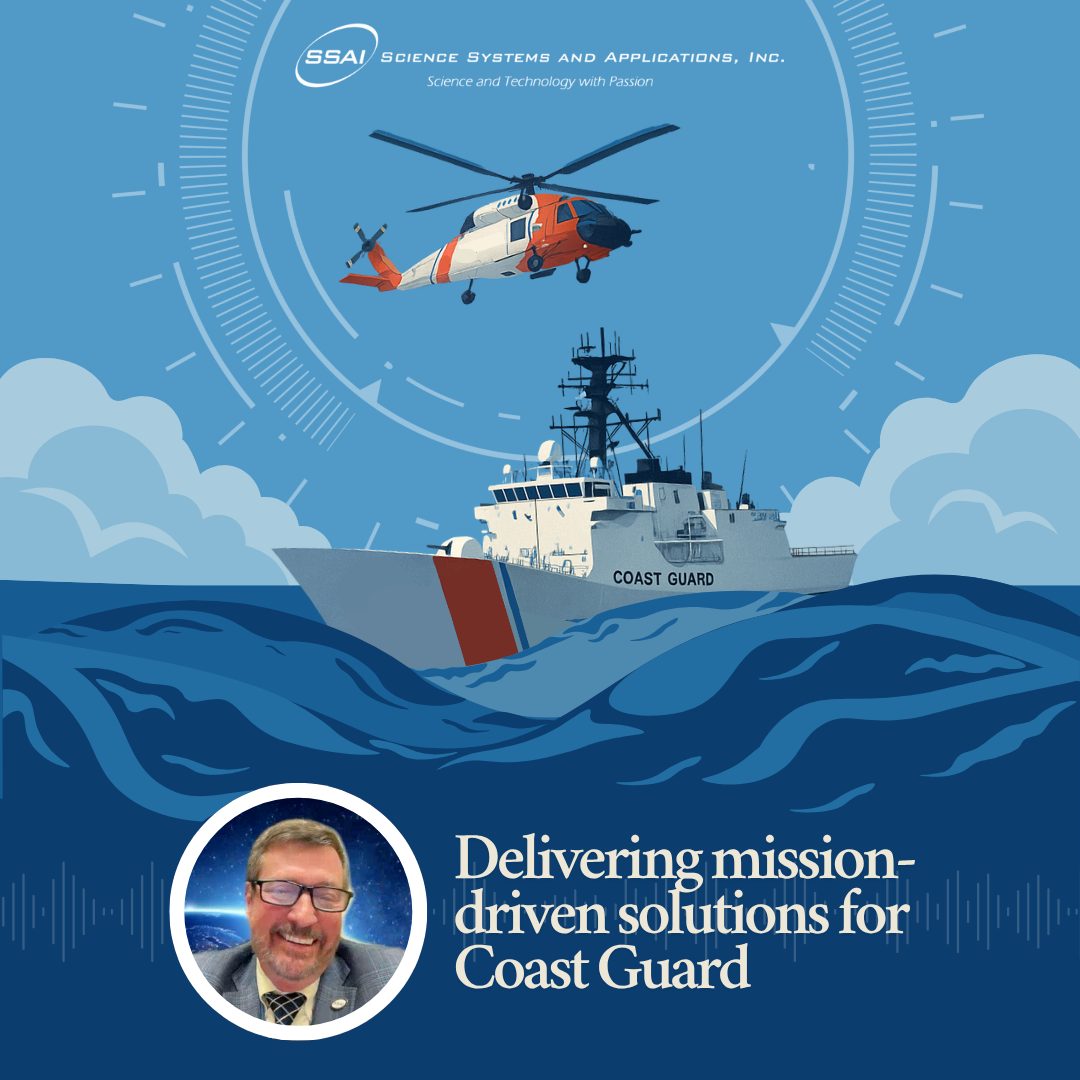 SSAI SCIENCE SYSTEMS AND APPLICATIONS, INC.
Science and Technology with Passion
COAST GUARD
Delivering mission-
driven solutions for
Coast Guard